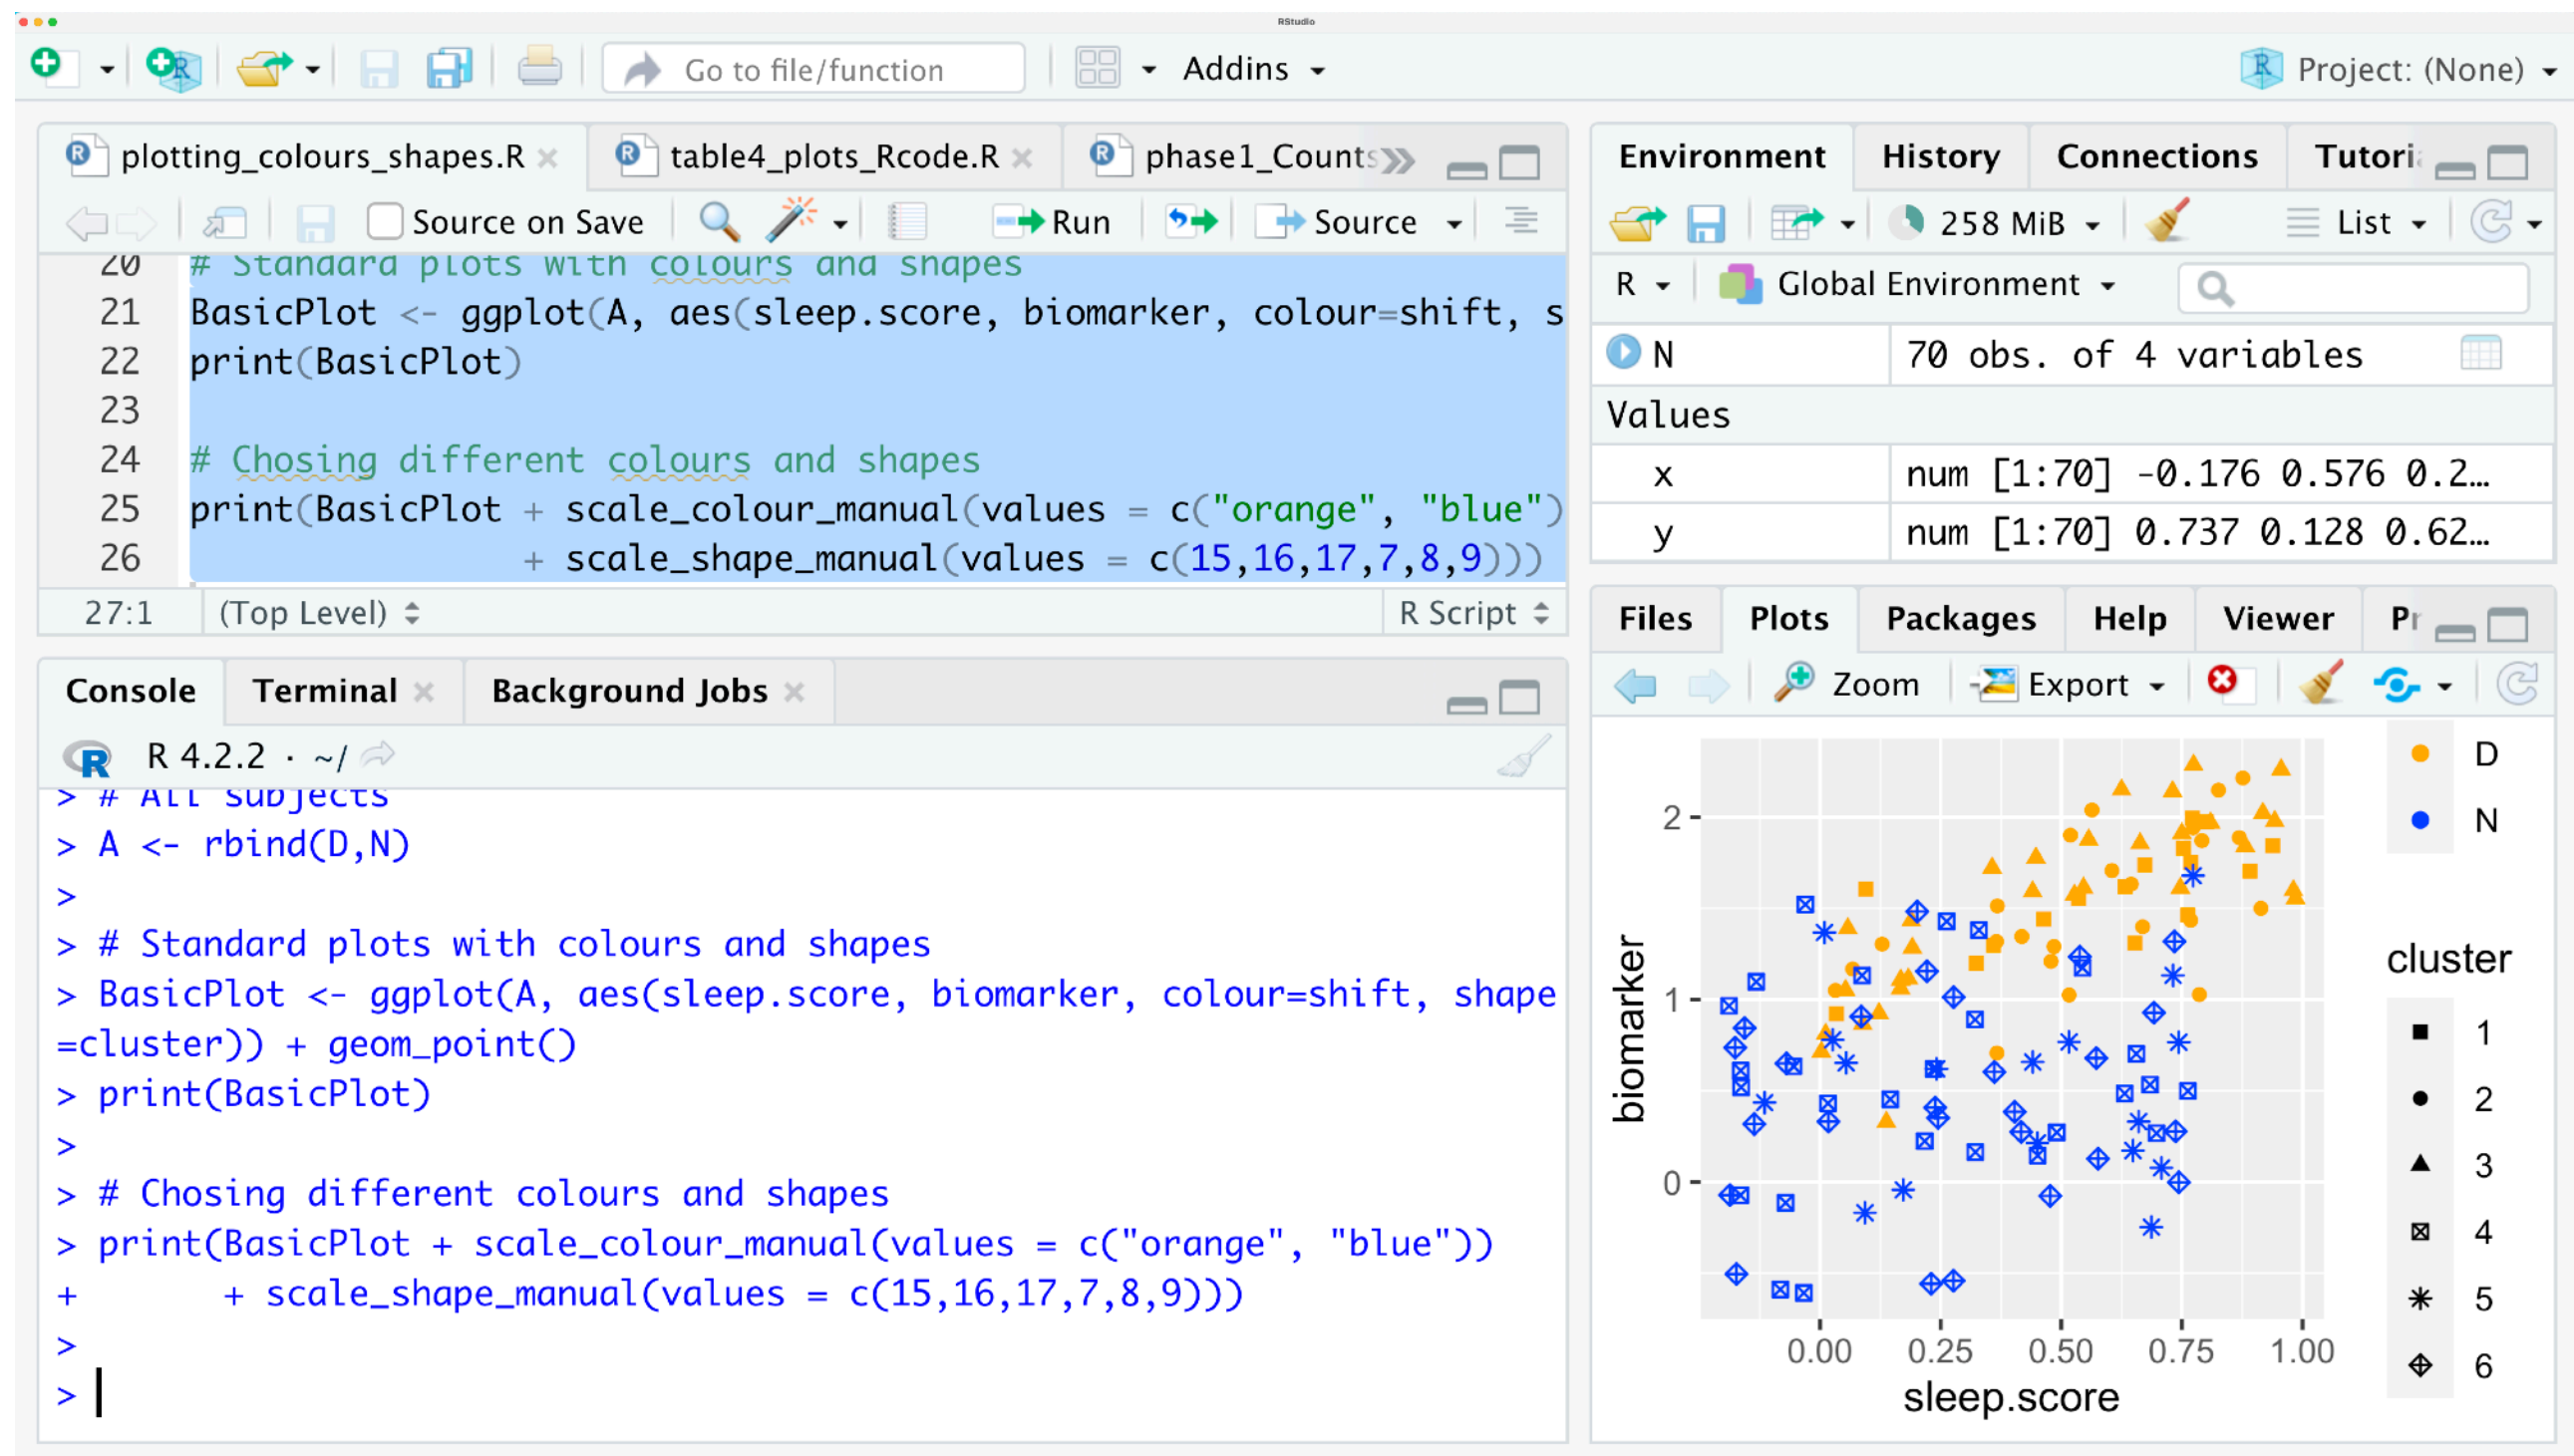 RStudio
Go to file/function
Addins
Project: (None)
plotting_colours_shapes.R
table4_plots_Rcode.R
phase1_Counts
Source on Save
Run
Source
20 # Standard plots with colours and shapes
21 BasicPlot <- ggplot(A, aes(sleep.score, biomarker, colour=shift, s
22 print(BasicPlot)
23
24 # Chosing different colours and shapes
25 print(BasicPlot + scale_colour_manual(values = c("orange", "blue")
26 + scale_shape_manual(values = c(15,16,17,7,8,9)))
27:1 (Top Level) R Script
Console Terminal Background Jobs
R R 4.2.2 · ~/
> # All subjects
> A <- rbind(D,N)
>
> # Standard plots with colours and shapes
> BasicPlot <- ggplot(A, aes(sleep.score, biomarker, colour=shift, shape
=cluster)) + geom_point()
> print(BasicPlot)
>
> # Chosing different colours and shapes
> print(BasicPlot + scale_colour_manual(values = c("orange", "blue"))
+ + scale_shape_manual(values = c(15,16,17,7,8,9)))
>
>
Environment History Connections Tutori
258 MiB List
R Global Environment
N 70 obs. of 4 variables
Values
x num [1:70] -0.176 0.576 0.2…
y num [1:70] 0.737 0.128 0.62…
Files Plots Packages Help Viewer Pr
Zoom Export
D
N
cluster
1
2
3
4
5
6
biomarker
2
1
0
0.00 0.25 0.50 0.75 1.00
sleep.score